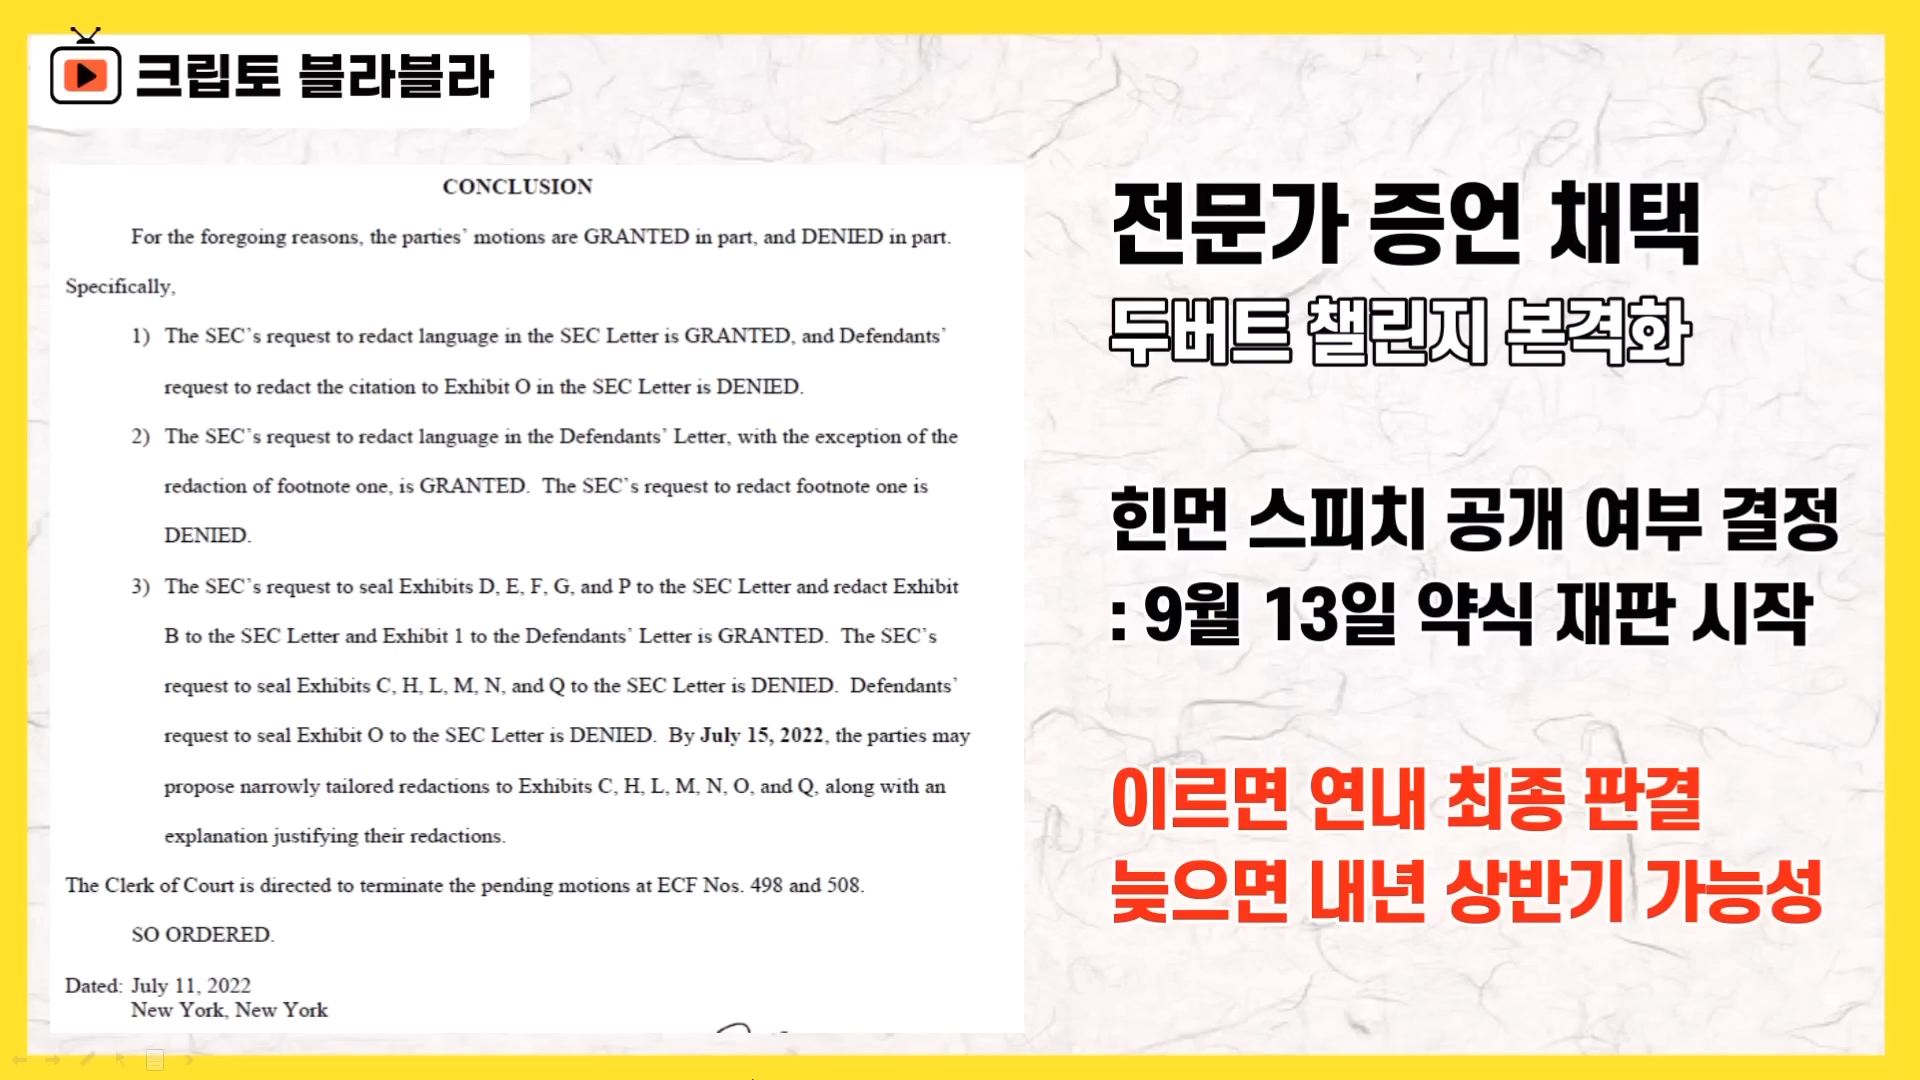 크립토 블라블라
CONCLUSION
For the foregoing reasons, the parties' motions are GRANTED in part, and DENIED in part.
Specifically,
1) The SEC's request to redact language in the SEC Letter is GRANTED, and Defendants'
request to redact the citation to Exhibit O in the SEC Letter is DENIED.
2) The SEC's request to redact language in the Defendants' Letter, with the exception of the
redaction of footnote one, is GRANTED. The SEC's request to redact footnote one is
DENIED.
3) The SEC's request to seal Exhibits D, E, F, G, and P to the SEC Letter and redact Exhibit
B to the SEC Letter and Exhibit 1 to the Defendants' Letter is GRANTED. The SEC's
request to seal Exhibits C, H, L, M, N, and Q to the SEC Letter is DENIED. Defendants'
request to seal Exhibit O to the SEC Letter is DENIED. By July 15, 2022, the parties may
propose narrowly tailored redactions to Exhibits C, H, L, M, N, O, and Q, along with an
explanation justifying their redactions.
The Clerk of Court is directed to terminate the pending motions at ECF Nos. 498 and 508.
SO ORDERED.
Dated: July 11, 2022
New York, New York
전문가 증언 채택
두버트 챌린지 본격화
힌먼 스피치 공개 여부 결정
: 9월 13일 약식 재판 시작
이르면 연내 최종 판결
늦으면 내년 상반기 가능성